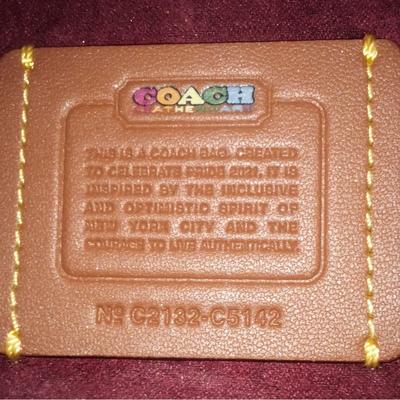 COACH
THIS IS A COACH BAG, CREATED
TO CELEBRATE PRIDE 2021. IT IS
INSPIRED BY THE INCLUSIVE
AND OPTIMISTIC SPIRIT OF
NEW YORK CITY AND THE
COURAGE TO LIVE AUTHENTICALLY
Nº C2132-C5142